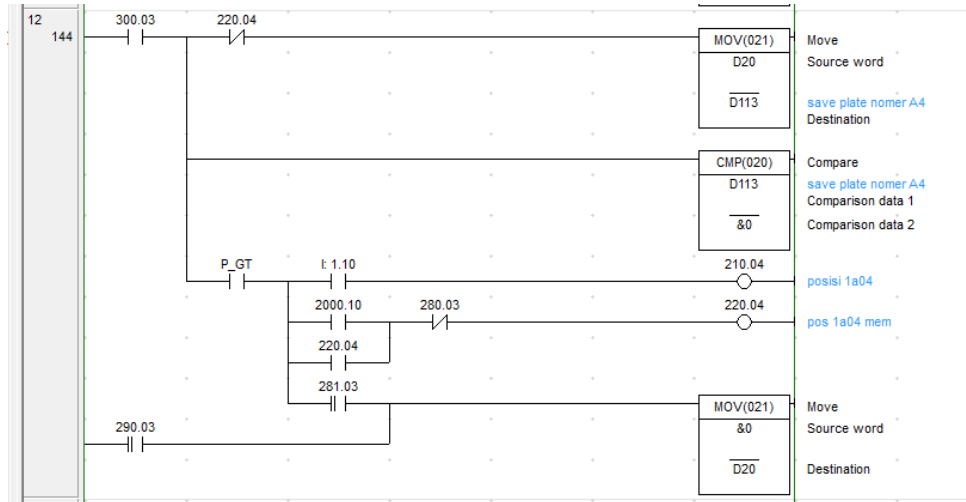 12
144
300.03 220.04
MOV(021) Move
D20 Source word
D113 save plate nomer A4
Destination
CMP(020) Compare
D113 save plate nomer A4
Comparison data 1
&0 Comparison data 2
P_GT I: 1.10 210.04
posisi 1a04
2000.10 280.03 220.04
pos 1a04 mem
220.04
281.03
MOV(021) Move
290.03 &0 Source word
D20 Destination